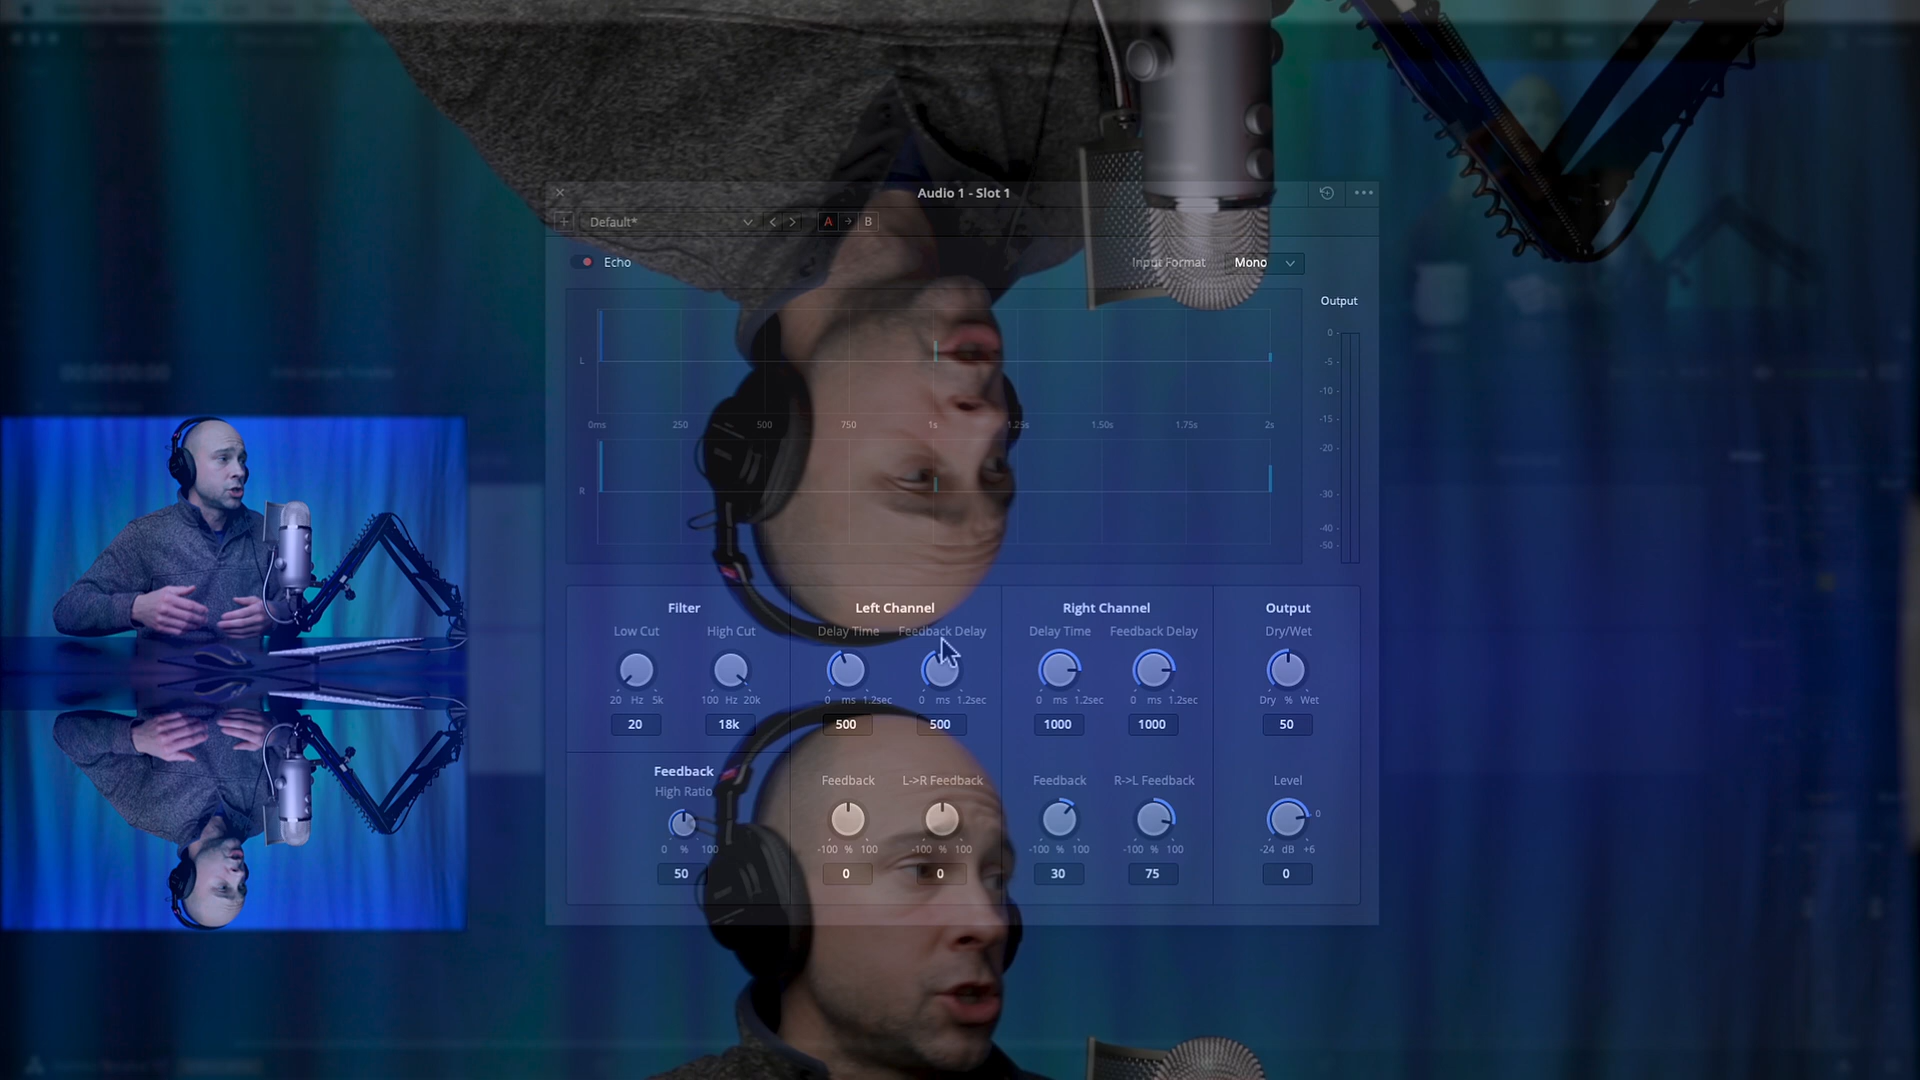 Audio 1 - Slot 1
Default*
A
B
Echo
Input Format
Mono
Output
L
0ms 250 500 750 1s 1.25s 1.50s 1.75s 2s
R
0
-5
-10
-15
-20
-30
-40
-50
Filter
Low Cut High Cut
20 Hz 5k 100 Hz 20k
20 18k
Feedback
High Ratio
0 % 100
50
Left Channel
Delay Time Feedback Delay
0 ms 1.2sec 0 ms 1.2sec
500 500
Feedback L->R Feedback
-100 % 100 -100 % 100
0 0
Right Channel
Delay Time Feedback Delay
0 ms 1.2sec 0 ms 1.2sec
1000 1000
Feedback R->L Feedback
-100 % 100 -100 % 100
30 75
Output
Dry/Wet
Dry % Wet
50
Level
0
-24 dB +6
0